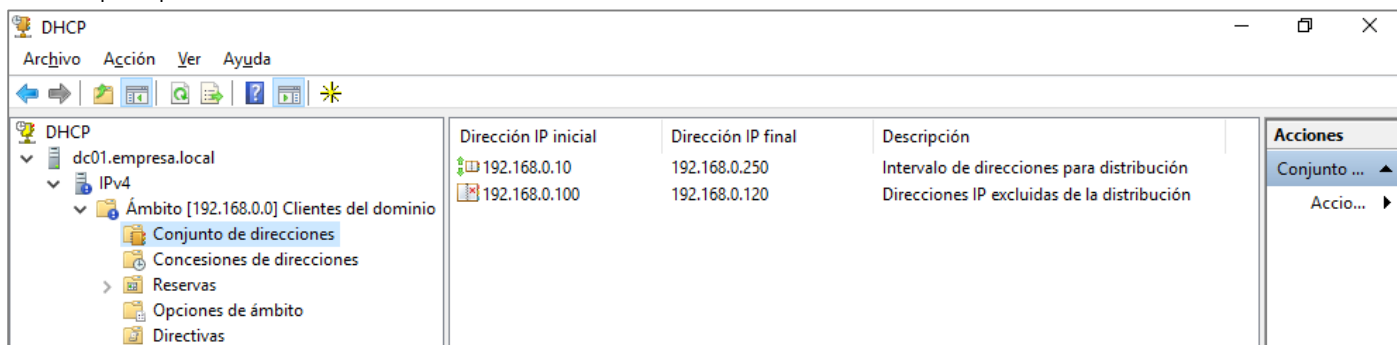 DHCP
Archivo Acción Ver Ayuda
DHCP
dc01.empresa.local
IPv4
Ámbito [192.168.0.0] Clientes del dominio
Conjunto de direcciones
Concesiones de direcciones
Reservas
Opciones de ámbito
Directivas
Dirección IP inicial Dirección IP final Descripción
192.168.0.10 192.168.0.250 Intervalo de direcciones para distribución
192.168.0.100 192.168.0.120 Direcciones IP excluidas de la distribución
Acciones
Conjunto ...
Accio...